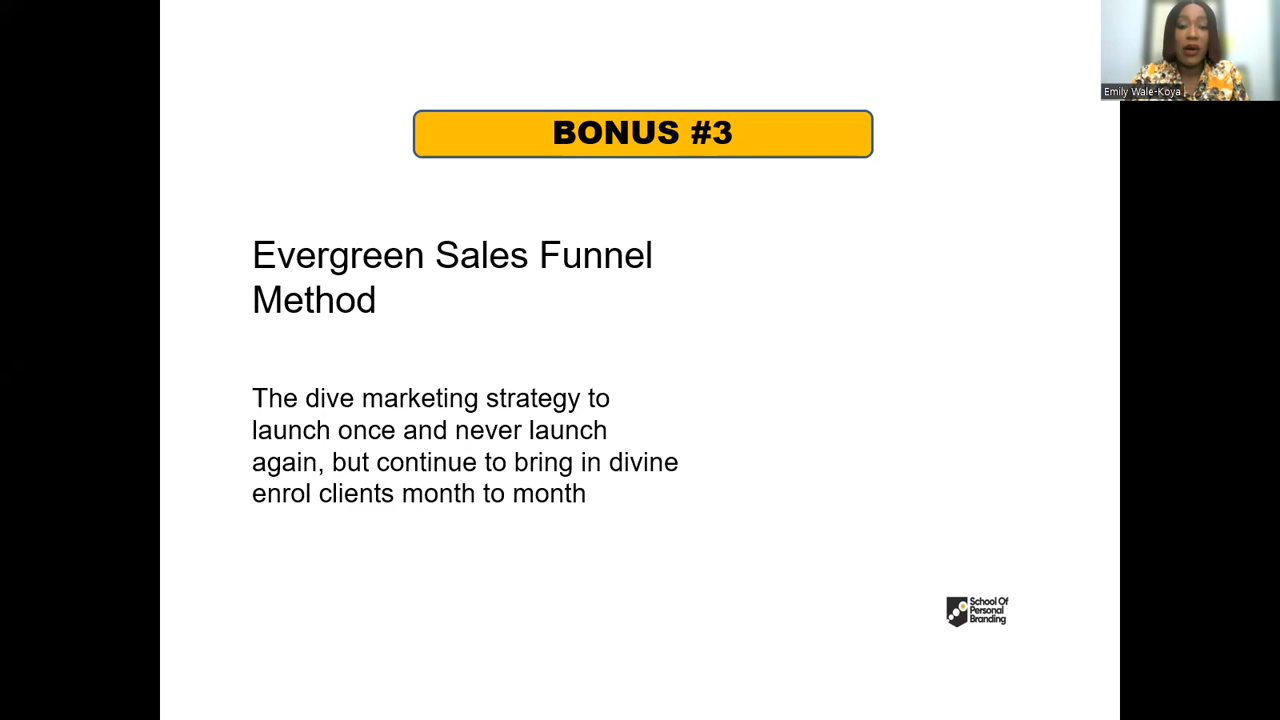 Emily Wale-Koya
BONUS #3
Evergreen Sales Funnel
Method
The dive marketing strategy to
launch once and never launch
again, but continue to bring in divine
enrol clients month to month
School Of
Personal
Branding